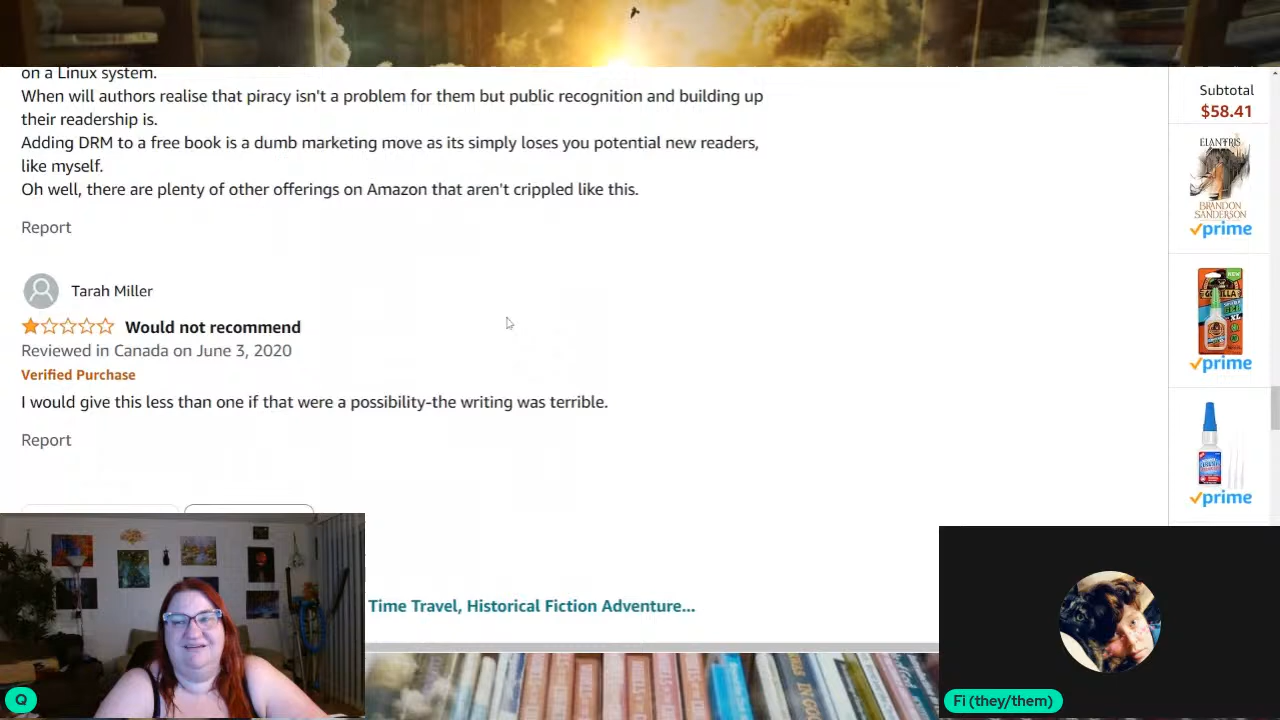 on a Linux system.
When will authors realise that piracy isn't a problem for them but public recognition and building up
their readership is.
Adding DRM to a free book is a dumb marketing move as its simply loses you potential new readers,
like myself.
Oh well, there are plenty of other offerings on Amazon that aren't crippled like this.
Report
Tarah Miller
Would not recommend
Reviewed in Canada on June 3, 2020
Verified Purchase
I would give this less than one if that were a possibility-the writing was terrible.
Report
Time Travel, Historical Fiction Adventure...
Subtotal
$58.41
ELANTRIS
BRANDON
SANDERSON
prime
GORILLA
prime
prime
Q
Fi (they/them)